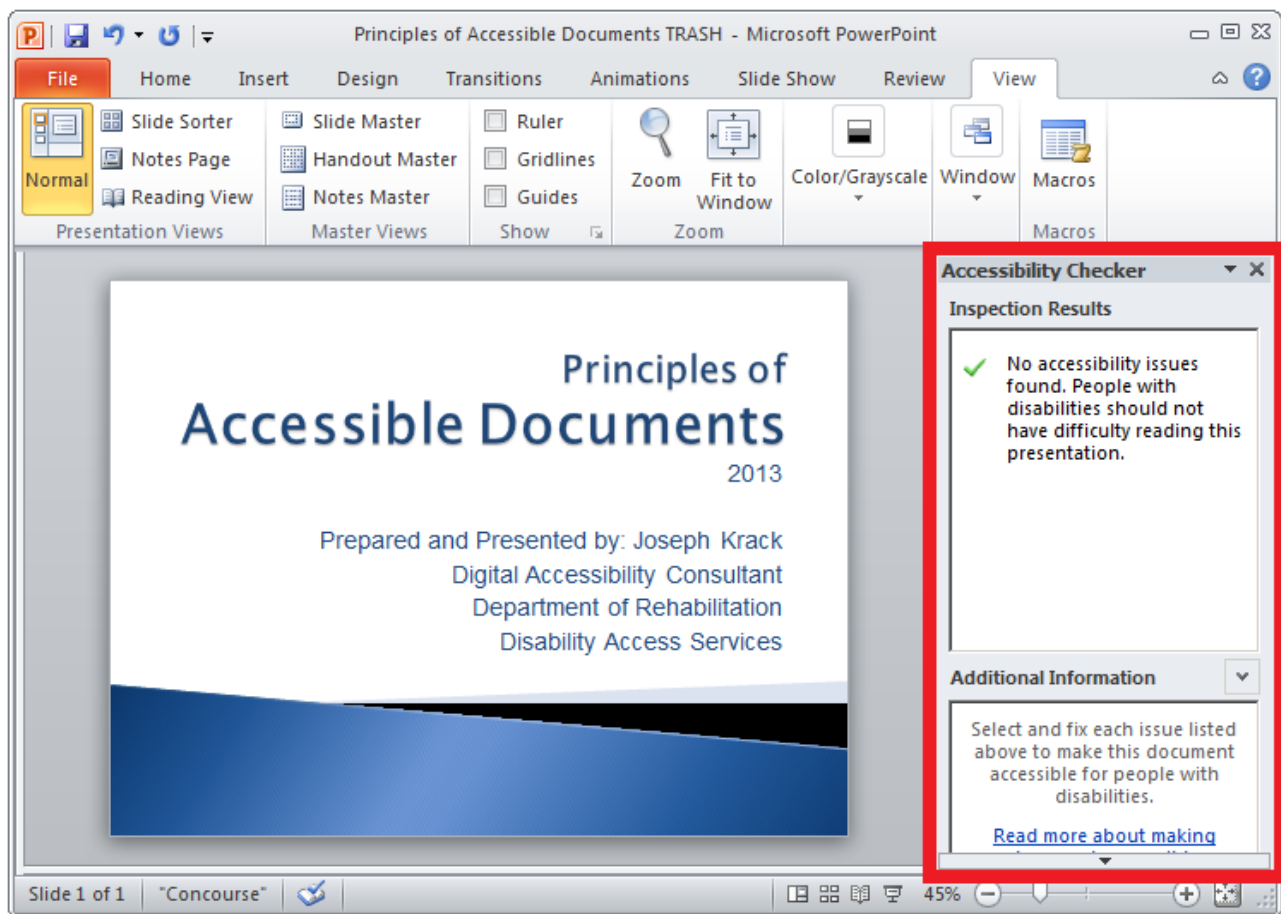 Principles of Accessible Documents TRASH - Microsoft PowerPoint
File Home Insert Design Transitions Animations Slide Show Review View
Normal
Slide Sorter
Notes Page
Reading View
Presentation Views
Slide Master
Handout Master
Notes Master
Master Views
Ruler
Gridlines
Guides
Show
Zoom
Fit to
Window
Zoom
Color/Grayscale
Window
Macros
Macros
Principles of
Accessible Documents
2013
Prepared and Presented by: Joseph Krack
Digital Accessibility Consultant
Department of Rehabilitation
Disability Access Services
Accessibility Checker
Inspection Results
No accessibility issues
found. People with
disabilities should not
have difficulty reading this
presentation.
Additional Information
Select and fix each issue listed
above to make this document
accessible for people with
disabilities.
Read more about making
Slide 1 of 1 "Concourse" 45%